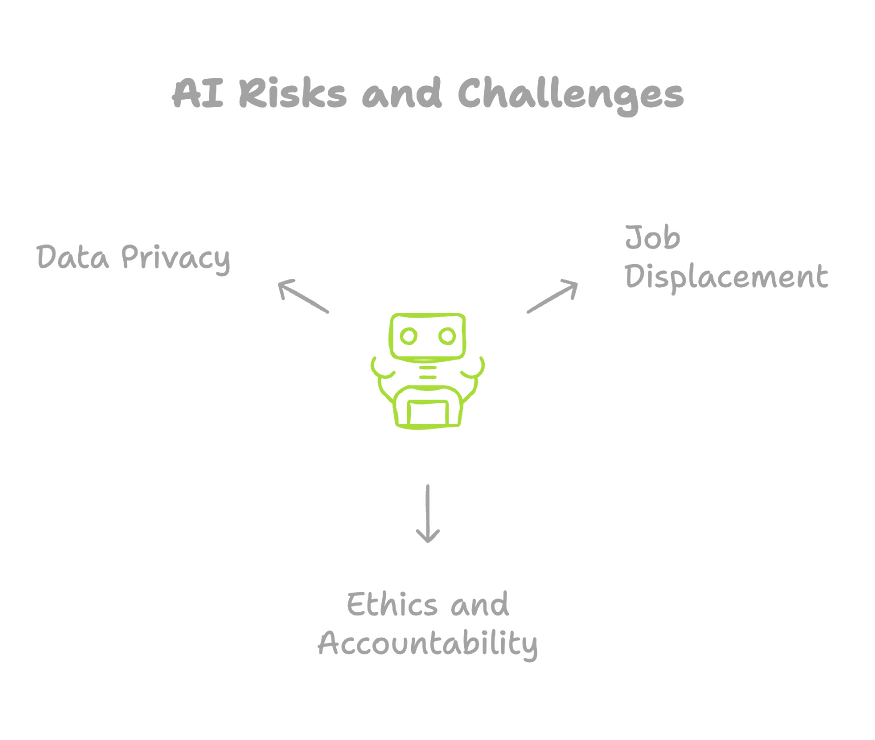 AI Risks and Challenges
Data Privacy
Job
Displacement
Ethics and
Accountability